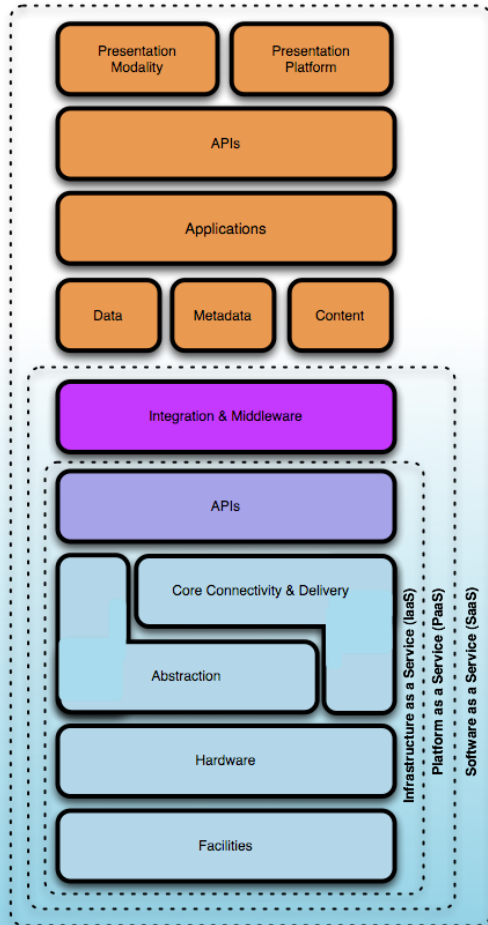 Presentation
Modality
Presentation
Platform
APIs
Applications
Data
Metadata
Content
Integration & Middleware
APIs
Core Connectivity & Delivery
Abstraction
Hardware
Facilities
Infrastructure as a Service (IaaS)
Platform as a Service (PaaS)
Software as a Service (SaaS)